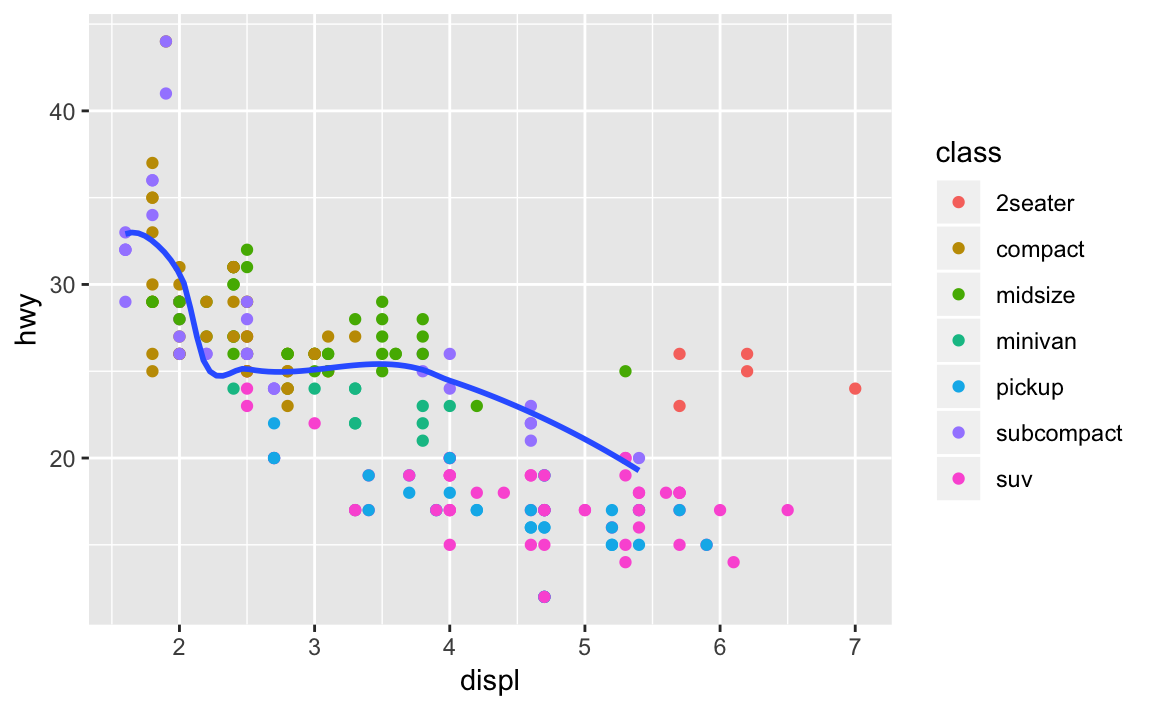 hwy
40
30
20
2 3 4 5 6 7
displ
class
2seater
compact
midsize
minivan
pickup
subcompact
suv